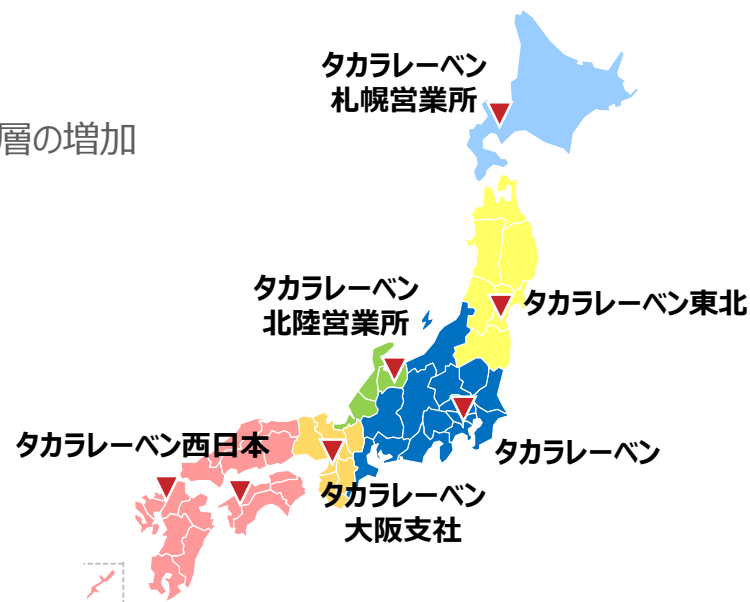 タカラレーベン
札幌営業所
層の増加
タカラレーベン
北陸営業所
タカラレーベン東北
タカラレーベン西日本
タカラレーベン
タカラレーベン
大阪支社